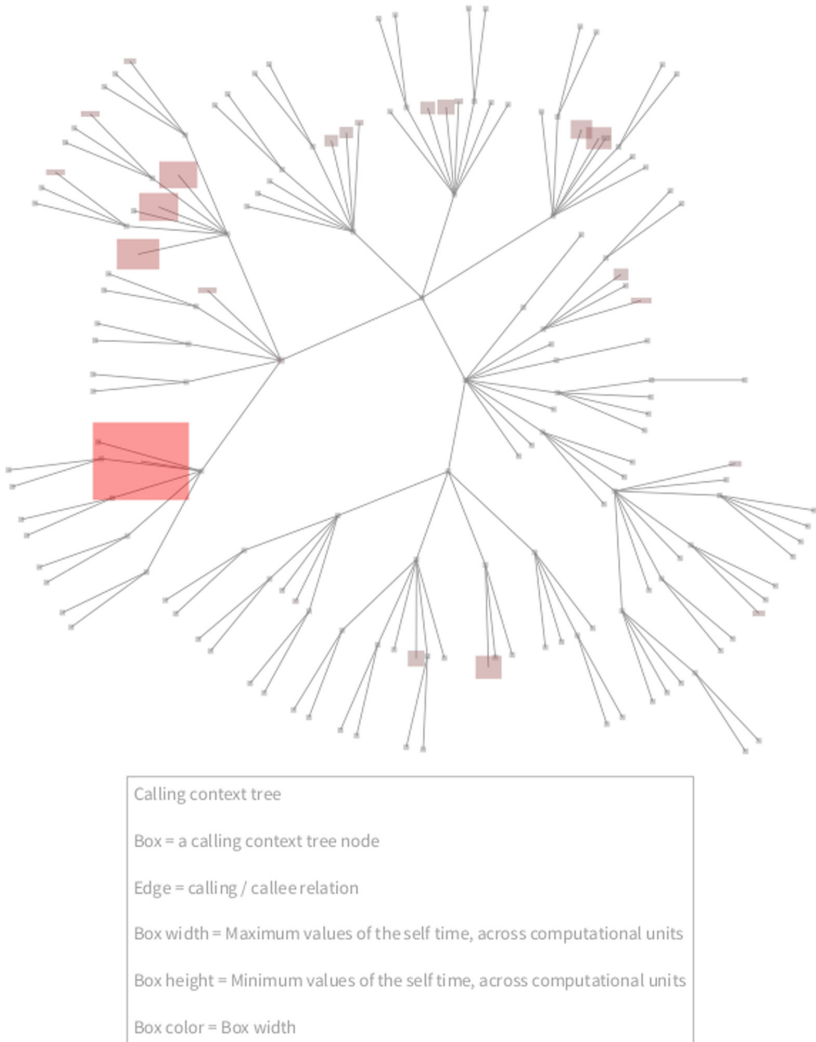 Calling context tree
Box = a calling context tree node
Edge = calling / callee relation
Box width = Maximum values of the self time, across computational units
Box height = Minimum values of the self time, across computational units
Box color = Box width